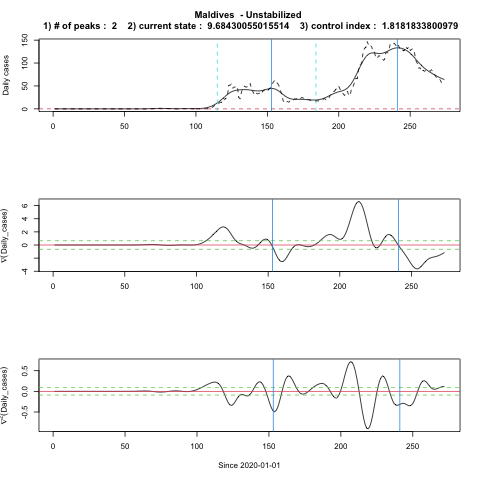 Maldives - Unstabilized
1) # of peaks : 2 2) current state : 9.68430055015514 3) control index : 1.8181833800979
Daily cases
150
100
50
0
0 50 100 150 200 250
∇(Daily_cases)
6
4
2
0
-4
0 50 100 150 200 250
∇²(Daily_cases)
0.5
0.0
-0.5
0 50 100 150 200 250
Since 2020-01-01